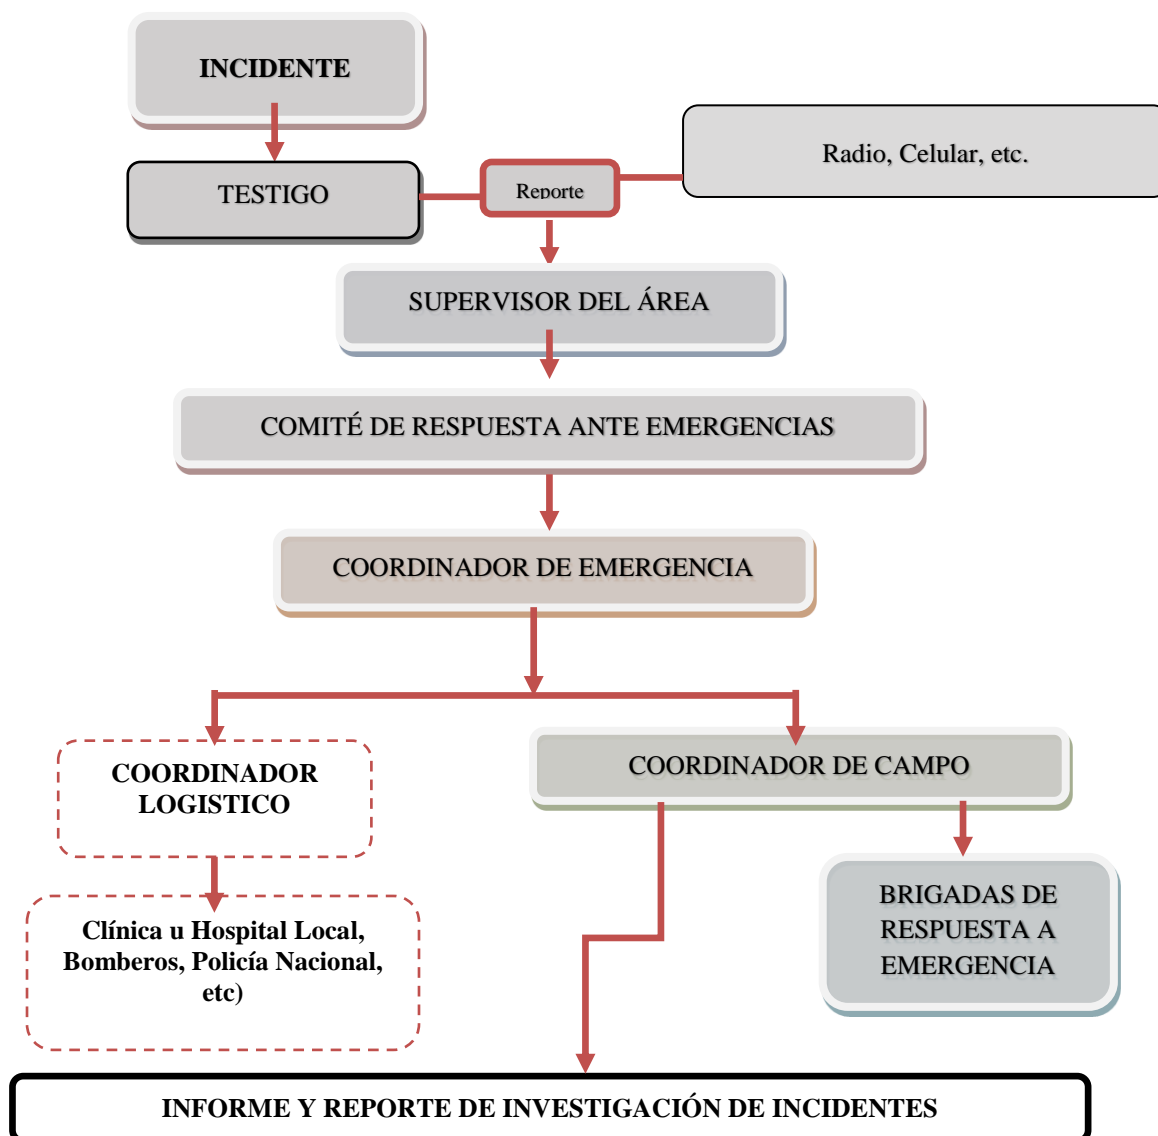 INCIDENTE
Radio, Celular, etc.
TESTIGO
Reporte
SUPERVISOR DEL ÁREA
COMITÉ DE RESPUESTA ANTE EMERGENCIAS
COORDINADOR DE EMERGENCIA
COORDINADOR
LOGISTICO
COORDINADOR DE CAMPO
Clínica u Hospital Local,
Bomberos, Policía Nacional,
etc)
BRIGADAS DE
RESPUESTA A
EMERGENCIA
INFORME Y REPORTE DE INVESTIGACIÓN DE INCIDENTES